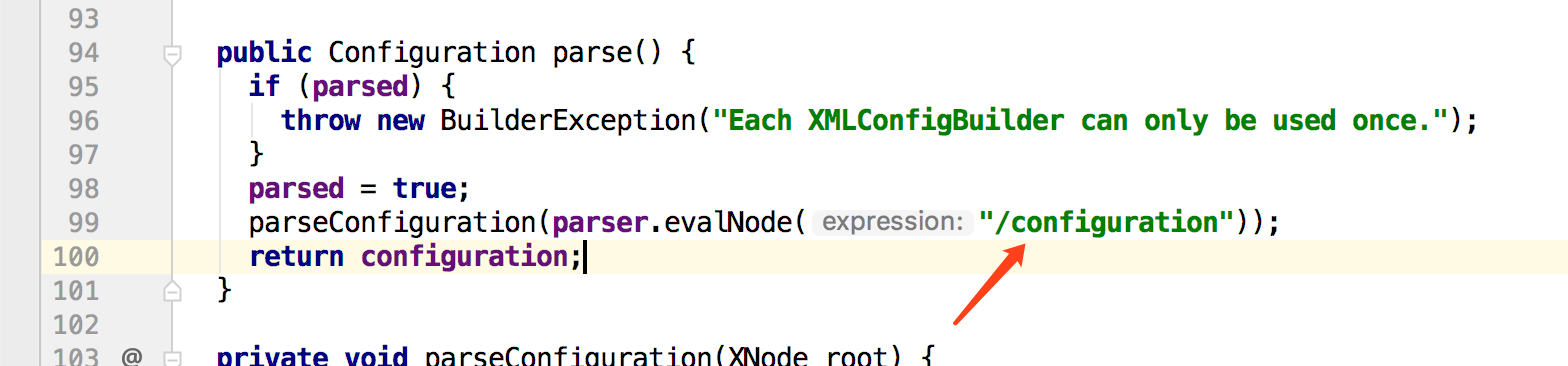 93
94 public Configuration parse() {
95 if (parsed) {
96 throw new BuilderException("Each XMLConfigBuilder can only be used once.");
97 }
98 parsed = true;
99 parseConfiguration(parser.evalNode( expression: "/configuration"));
100 return configuration;
101 }
102
103 @ private void parseConfiguration(XNode root) {